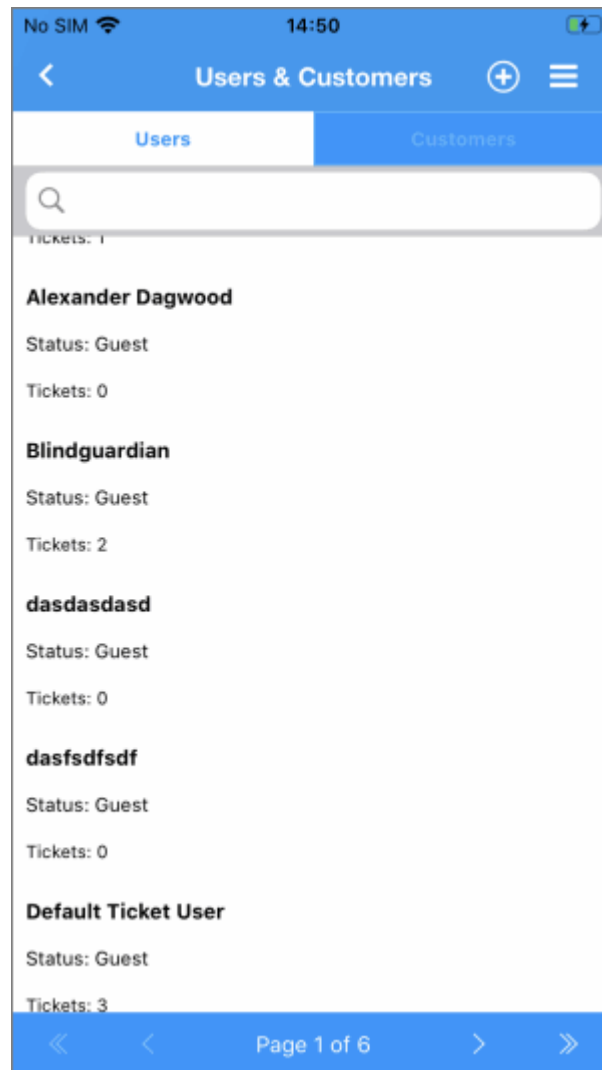 No SIM 14:50
Users & Customers
Users Customers
Tickets: 1
Alexander Dagwood
Status: Guest
Tickets: 0
Blindguardian
Status: Guest
Tickets: 2
dasdasdasd
Status: Guest
Tickets: 0
dasfsdfsdf
Status: Guest
Tickets: 0
Default Ticket User
Status: Guest
Tickets: 3
Page 1 of 6